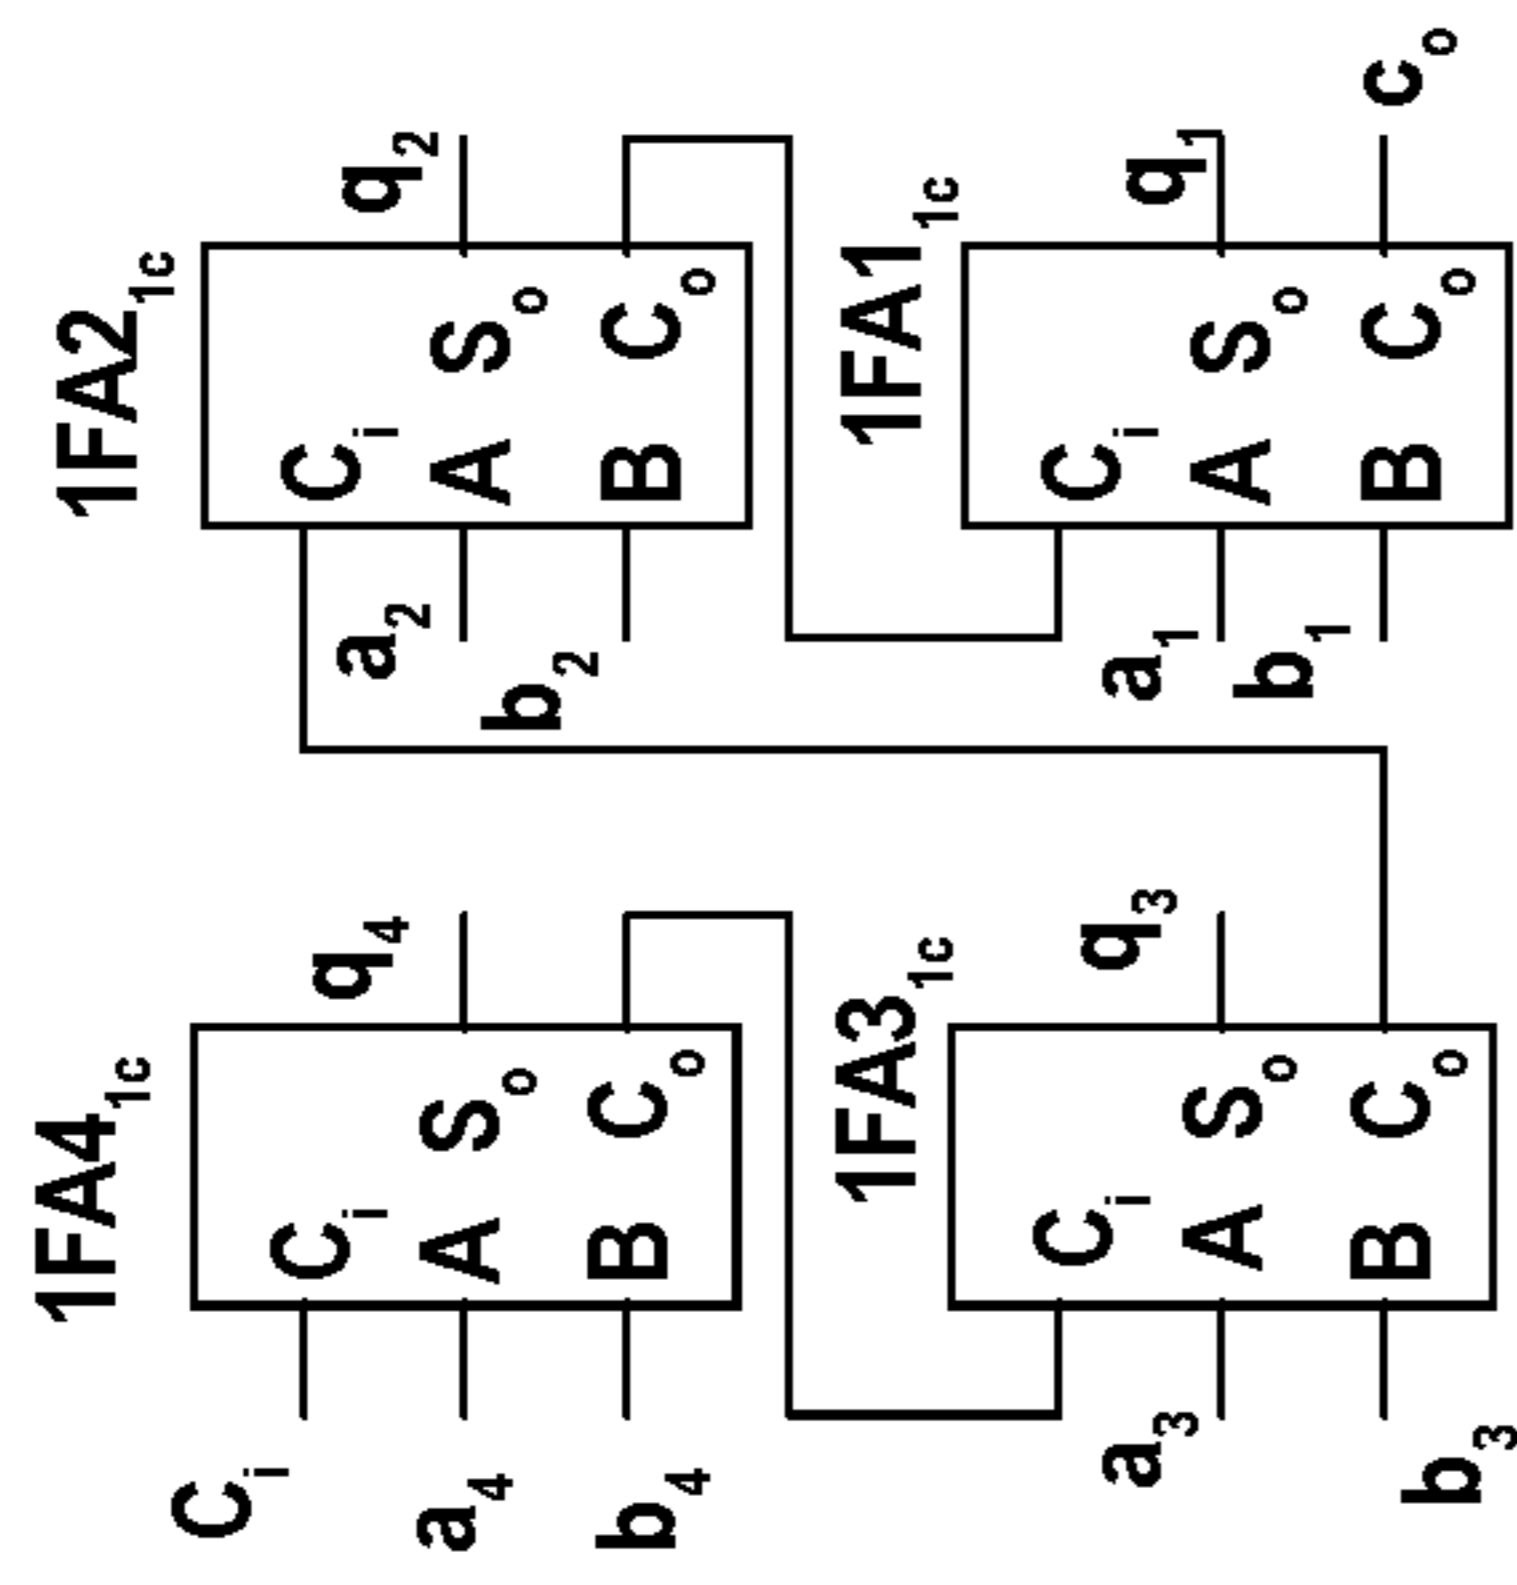 1FA4₁c
Cᵢ
a₄
b₄
Cᵢ
A Sₒ
B Cₒ
q₄
1FA3₁c
a₃
b₃
Cᵢ
A Sₒ
B Cₒ
q₃
1FA2₁c
a₂
b₂
Cᵢ
A Sₒ
B Cₒ
q₂
1FA1₁c
a₁
b₁
Cᵢ
A Sₒ
B Cₒ
q₁
cₒ